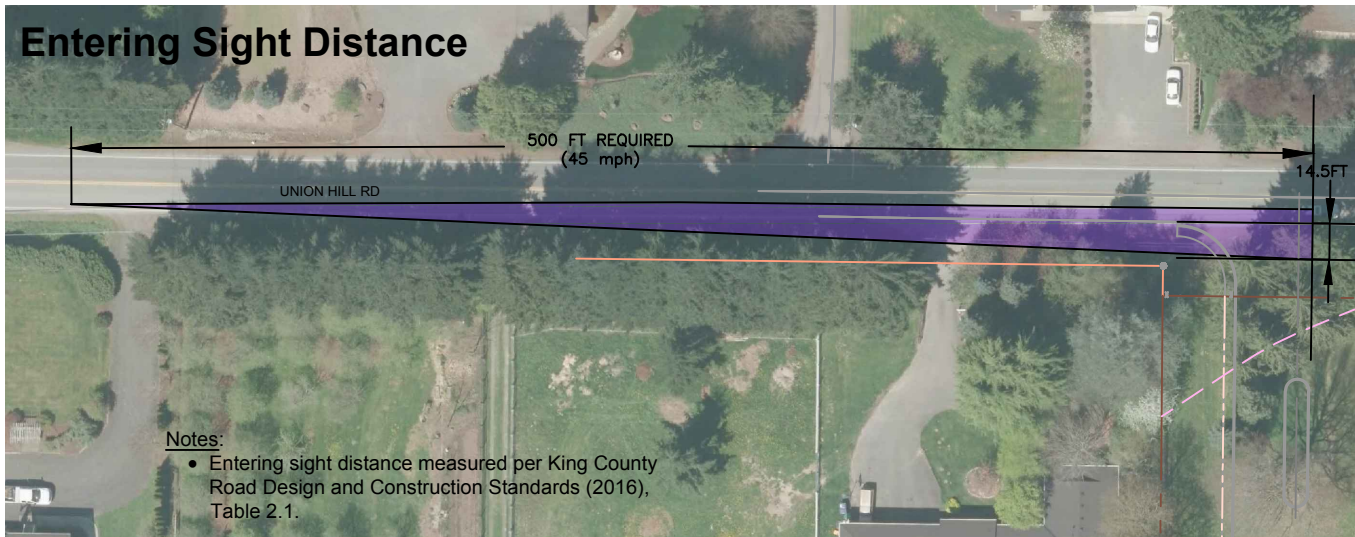 Entering Sight Distance
500 FT REQUIRED
(45 mph)
14.5FT
UNION HILL RD
Notes:
• Entering sight distance measured per King County
Road Design and Construction Standards (2016),
Table 2.1.